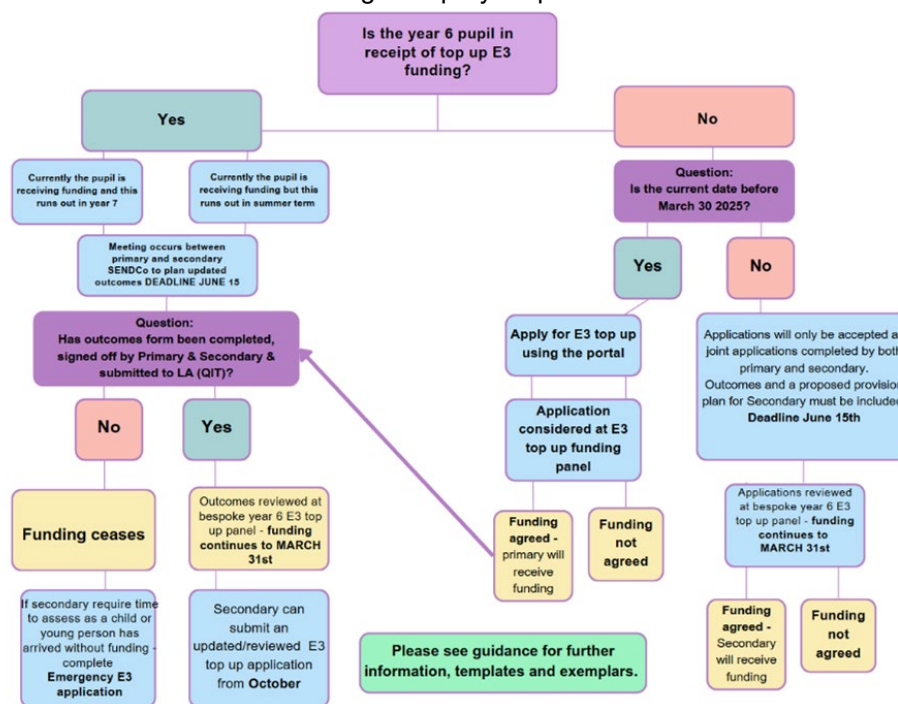 Is the year 6 pupil in
receipt of top up E3
funding?
Yes
No
Currently the pupil is
receiving funding and this
runs out in year 7
Currently the pupil is
receiving funding but this
runs out in summer term
Question:
Is the current date before
March 30 2025?
Meeting occurs between
primary and secondary
SENDCo to plan updated
outcomes DEADLINE JUNE 15
Yes
No
Question:
Has outcomes form been completed,
signed off by Primary & Secondary &
submitted to LA (QIT)?
Apply for E3 top up
using the portal
Applications will only be accepted as
joint applications completed by both
primary and secondary.
Outcomes and a proposed provision
plan for Secondary must be included
Deadline June 15th
No
Yes
Application
considered at E3
top up funding
panel
Funding ceases
Outcomes reviewed at
bespoke year 6 E3 top
up panel - funding
continues to MARCH
31st
Funding
agreed -
primary will
receive
funding
Funding
not
agreed
Applications reviewed
at bespoke year 6 E3
top up panel - funding
continues to
MARCH 31st
If secondary require time
to assess as a child or
young person has
arrived without funding -
complete
Emergency E3
application
Secondary can
submit an
updated/reviewed E3
top up application
from October
Please see guidance for further
information, templates and exemplars.
Funding
agreed -
Secondary
will receive
funding
Funding
not
agreed